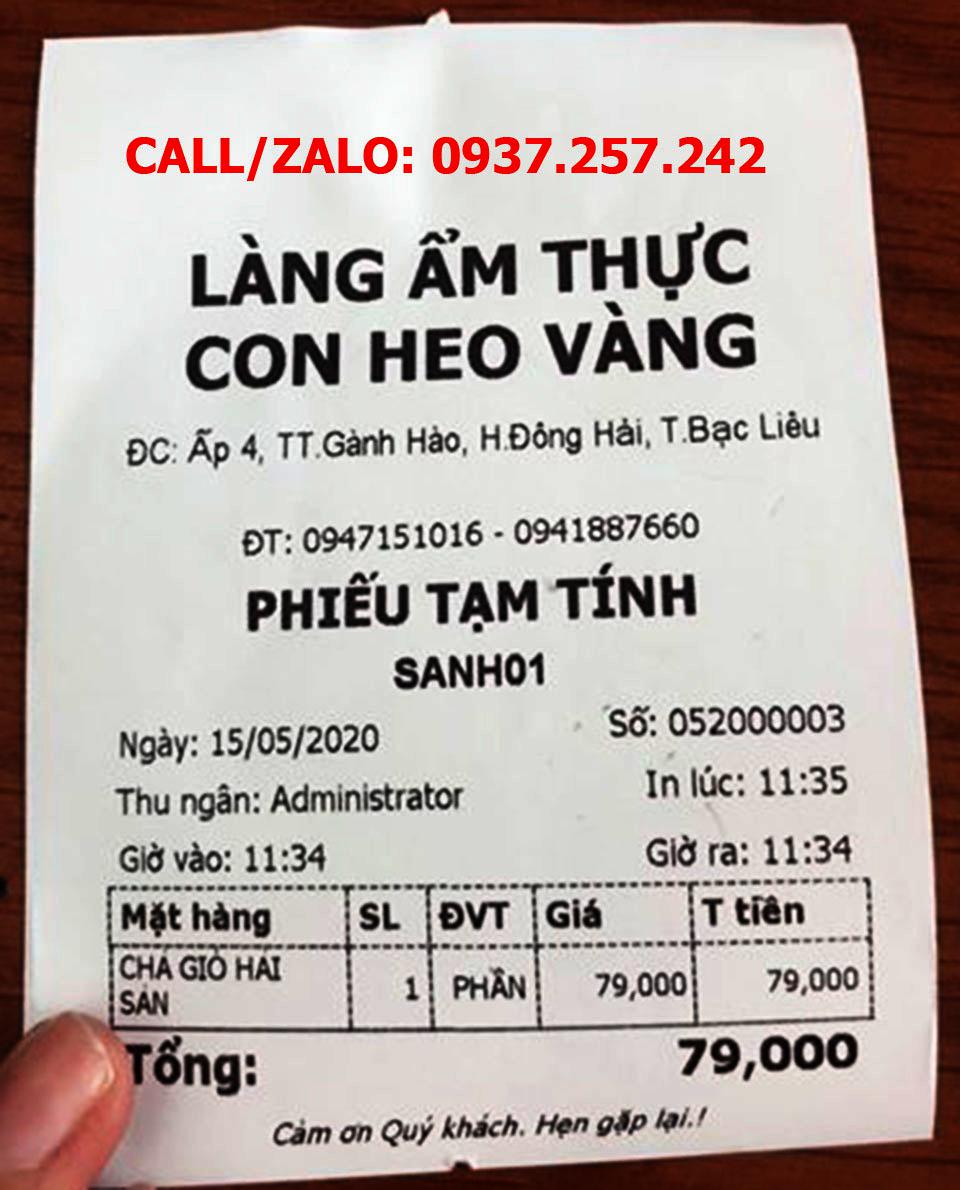 CALL/ZALO: 0937.257.242
LÀNG ẨM THỰC
CON HEO VÀNG
ĐC: Ấp 4, TT.Gành Hào, H.Đông Hải, T.Bạc Liêu
ĐT: 0947151016 - 0941887660
PHIẾU TẠM TÍNH
SANH01
Ngày: 15/05/2020 Số: 052000003
Thu ngân: Administrator In lúc: 11:35
Giờ vào: 11:34 Giờ ra: 11:34
Mặt hàng SL ĐVT Giá T tiền
CHẢ GIÒ HẢI SẢN 1 PHẦN 79,000 79,000
Tổng: 79,000
Cảm ơn Quý khách. Hẹn gặp lại.!